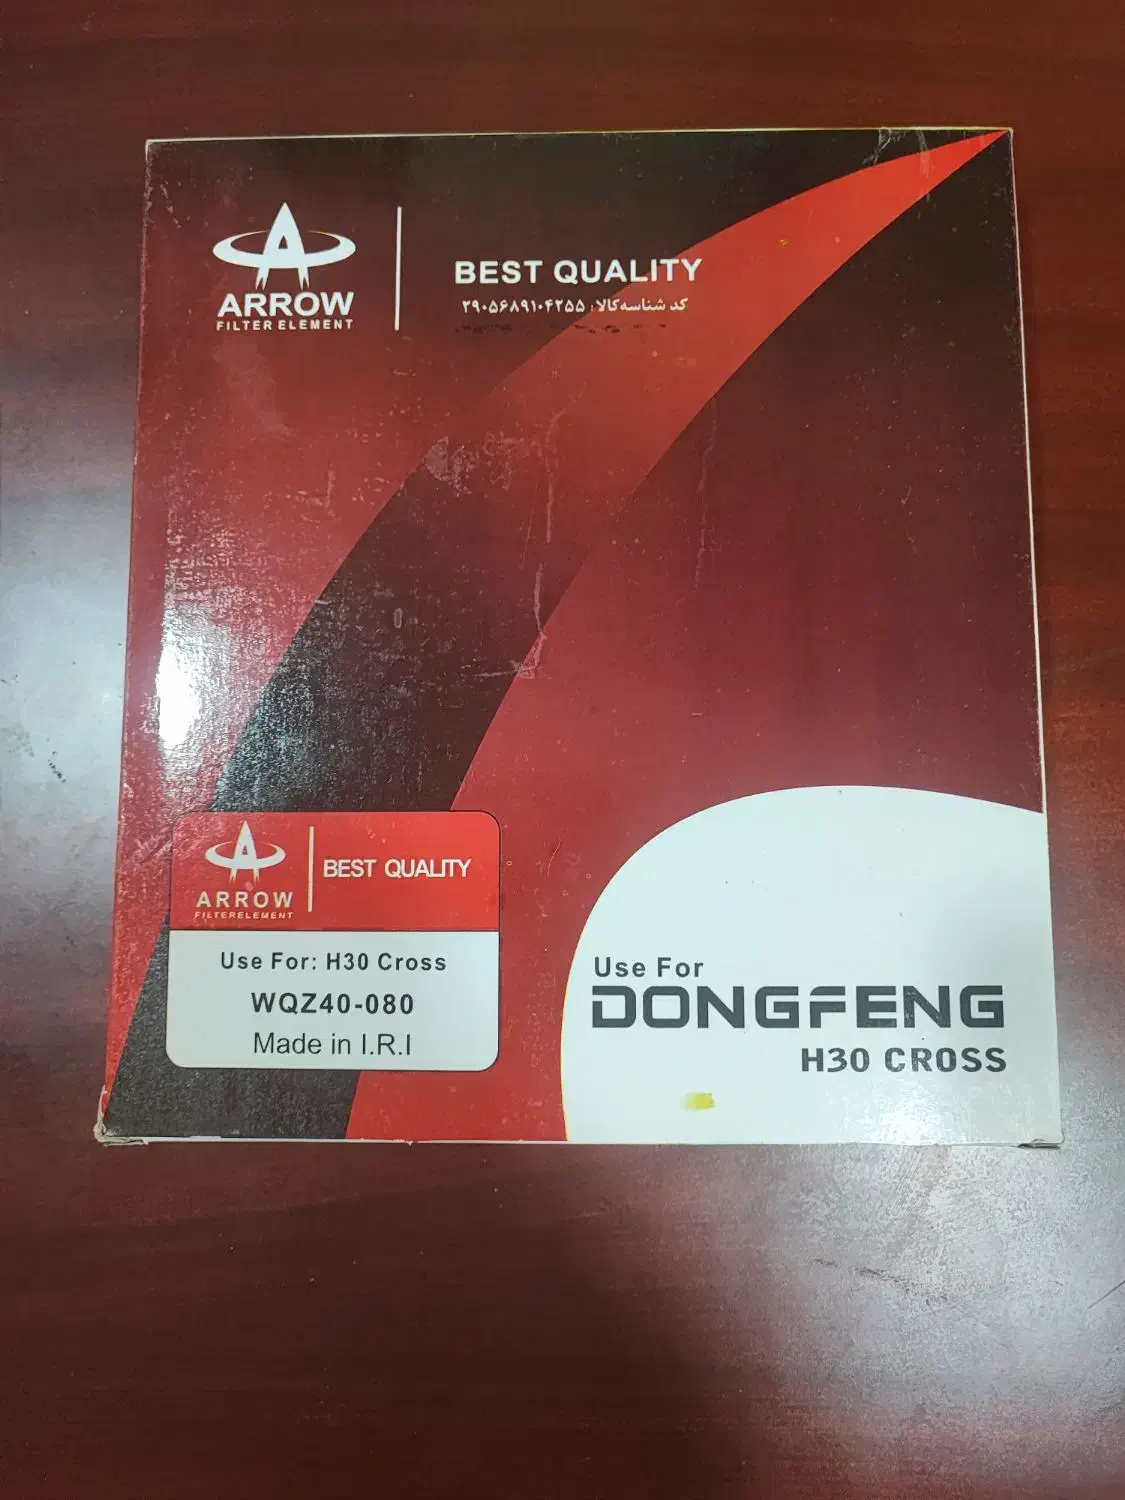 ARROW
FILTER ELEMENT
BEST QUALITY
کد شناسه کالا: ۲۹۰۵۶۸۹۱۰۴۲۵۵
ARROW
FILTERELEMENT
BEST QUALITY
Use For: H30 Cross
WQZ40-080
Made in I.R.I
Use For
DONGFENG
H30 CROSS